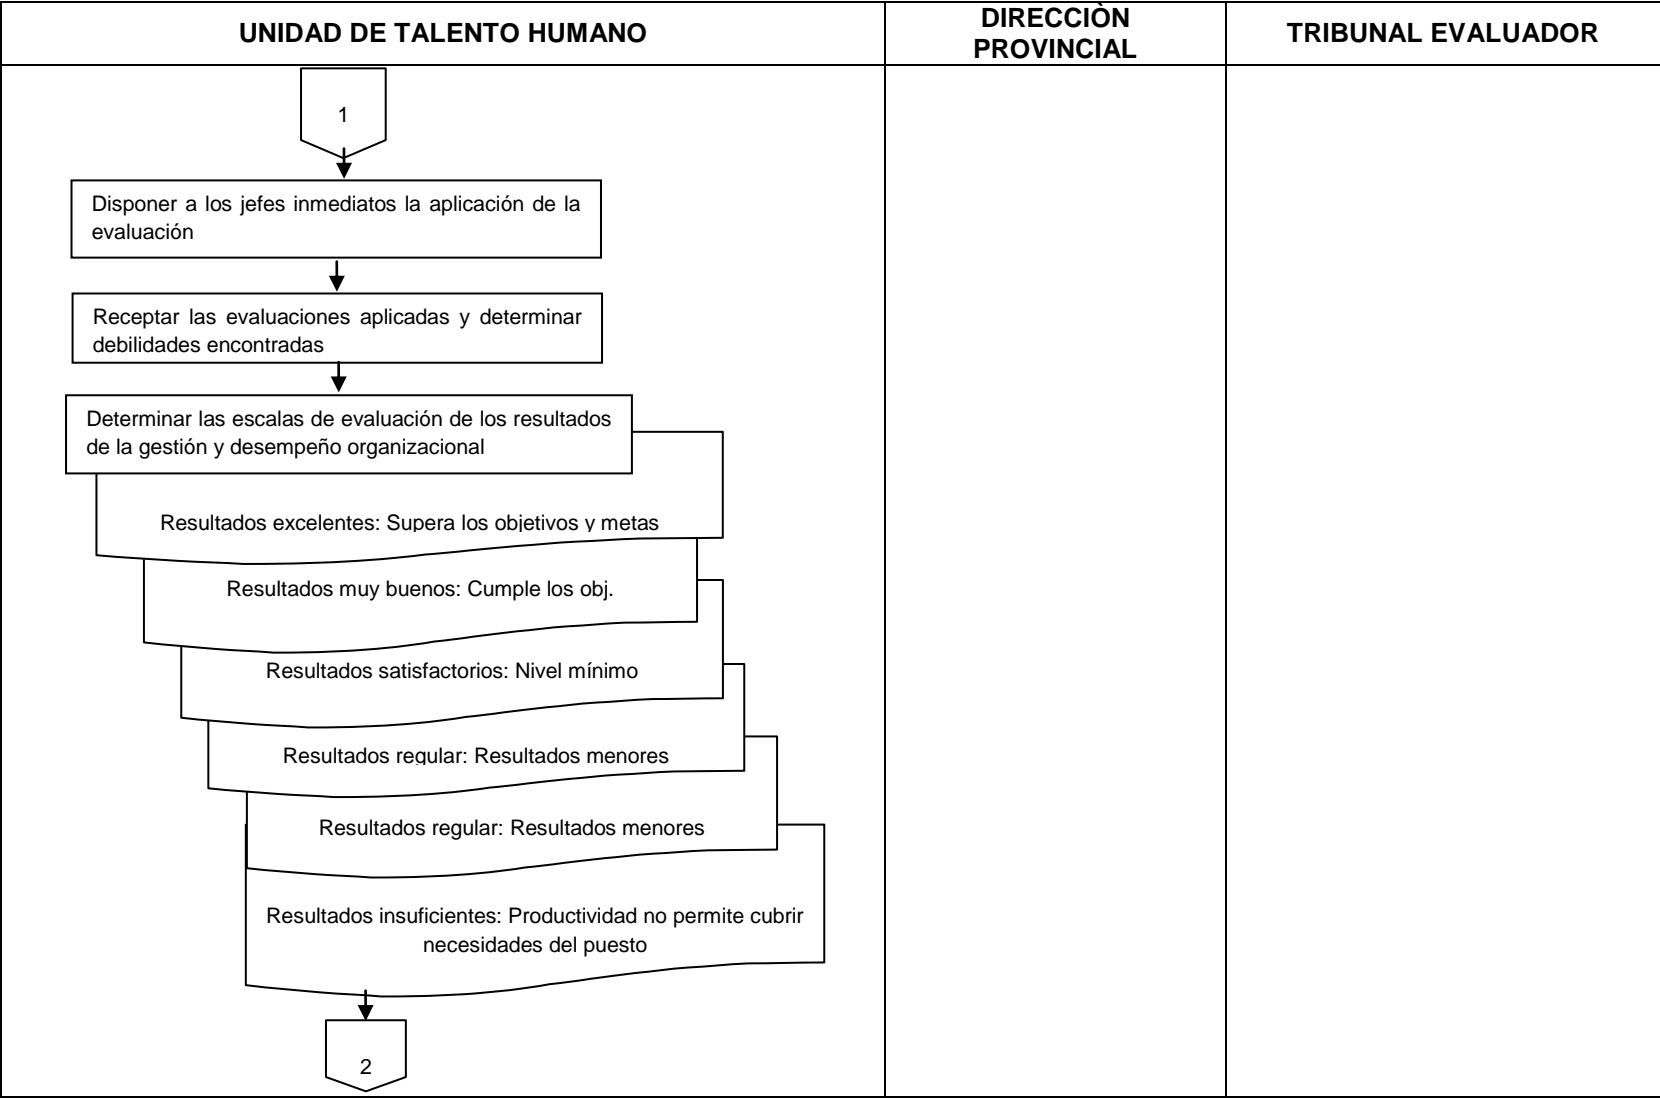 UNIDAD DE TALENTO HUMANO
DIRECCIÒN
PROVINCIAL
TRIBUNAL EVALUADOR
1
Disponer a los jefes inmediatos la aplicación de la
evaluación
Receptar las evaluaciones aplicadas y determinar
debilidades encontradas
Determinar las escalas de evaluación de los resultados
de la gestión y desempeño organizacional
Resultados excelentes: Supera los objetivos y metas
Resultados muy buenos: Cumple los obj.
Resultados satisfactorios: Nivel mínimo
Resultados regular: Resultados menores
Resultados regular: Resultados menores
Resultados insuficientes: Productividad no permite cubrir
necesidades del puesto
2